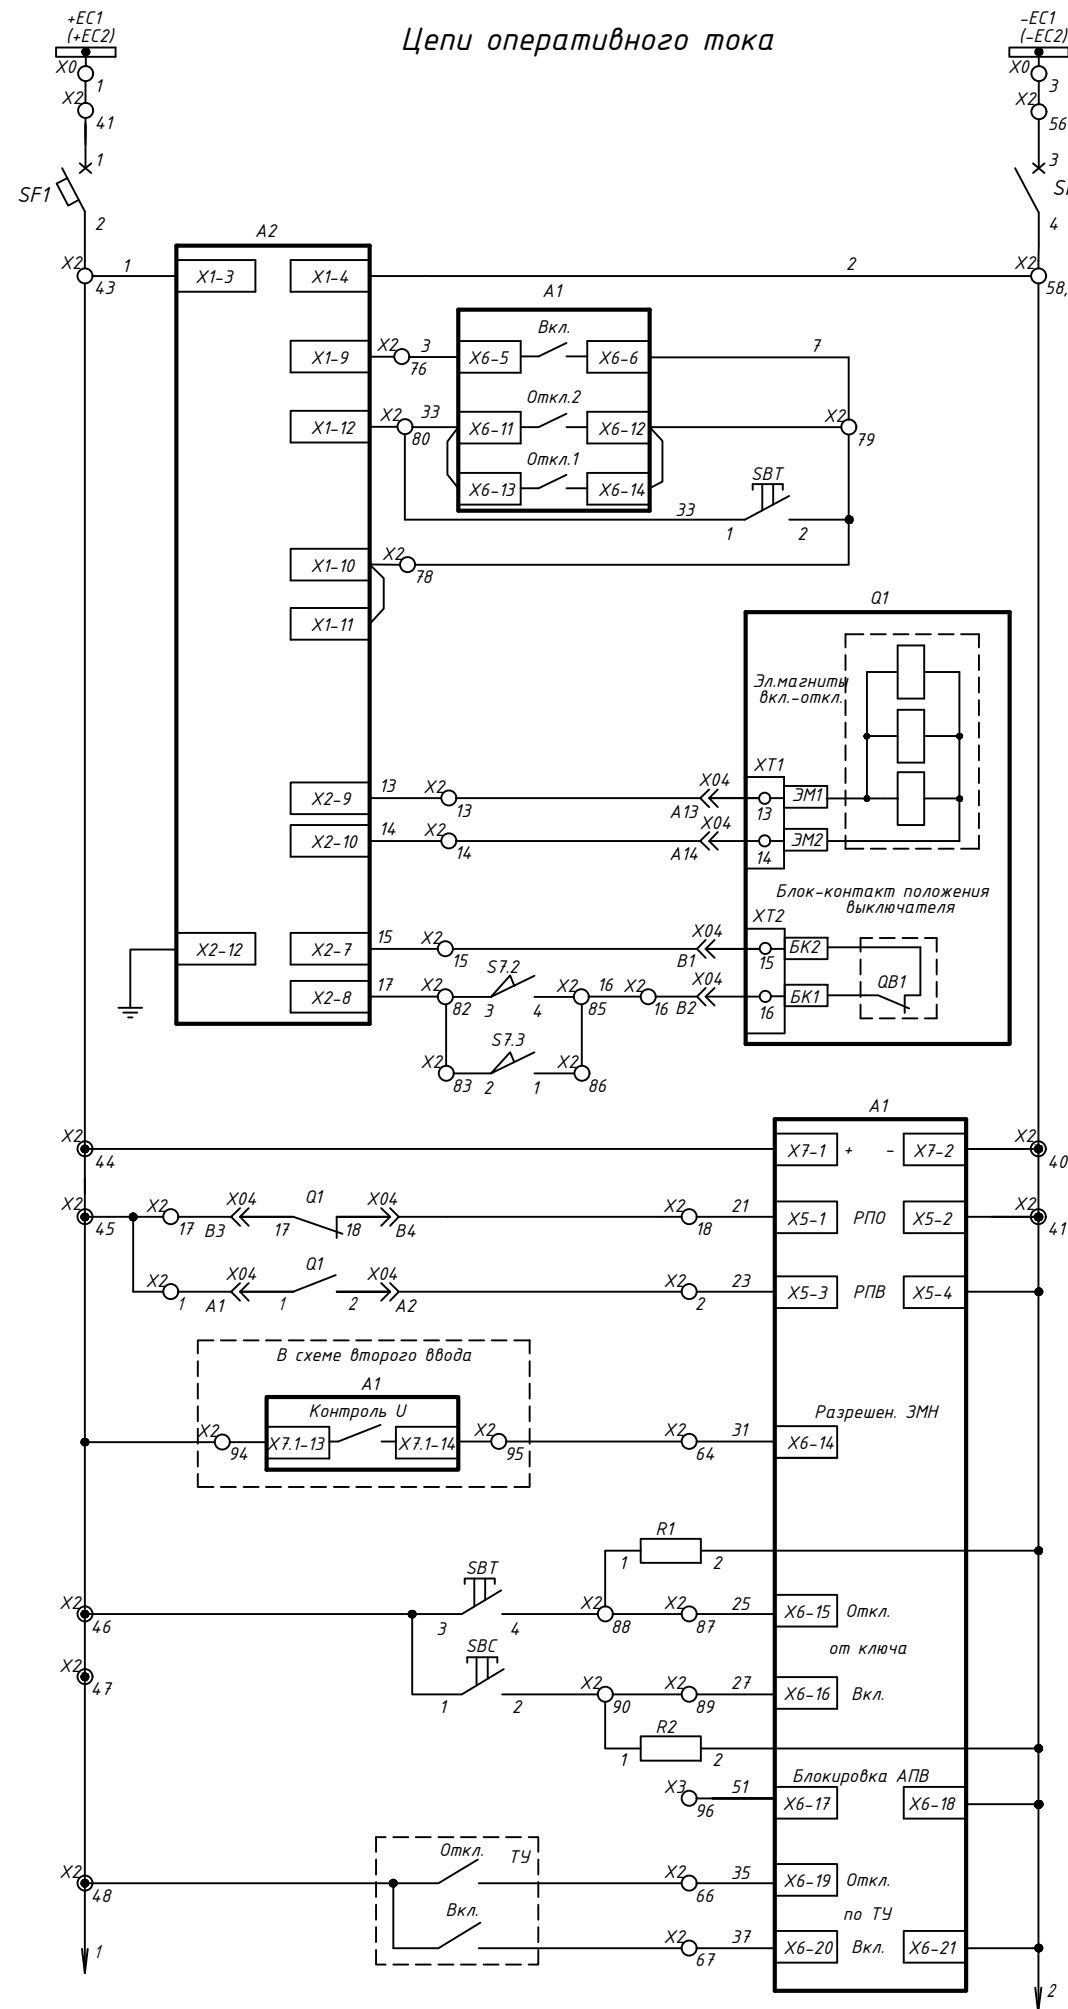 +EC1
(+EC2)
Цепи оперативного тока
-EC1
(-EC2)
X0
1
X2
41
1
SF1
2
X0
3
X2
56
3
4
A2
X2
43
1
X1-3
X1-4
2
X2
58,
A1
Вкл.
X1-9
X2
76
3
X6-5
X6-6
7
Откл.2
X1-12
X2
80
33
X6-11
X6-12
X2
79
Откл.1
X6-13
X6-14
SBT
33
1
2
X1-10
X2
78
X1-11
Q1
Эл.магниты
вкл.-откл.
X2-9
13
X2
13
X04
A13
XT1
13
ЭМ1
X2-10
14
X2
14
X04
A14
14
ЭМ2
Блок-контакт положения
выключателя
XT2
X2-12
X2-7
15
X2
15
X04
B1
15
БК2
QB1
X2-8
17
X2
82
S7.2
3
4
X2
85
16
X2
16
X04
B2
16
БК1
X2
83
S7.3
2
1
X2
86
A1
X2
44
X7-1
+
-
X7-2
X2
40
X2
45
X2
17
X04
B3
Q1
17
18
X04
B4
X2
18
21
X5-1
РПО
X5-2
X2
41
X2
1
X04
A1
Q1
1
2
X04
A2
X2
2
23
X5-3
РПВ
X5-4
В схеме второго ввода
A1
Контроль U
X2
94
X7.1-13
X7.1-14
X2
95
X2
64
31
Разрешен. ЗМН
X6-14
R1
1
2
X2
46
SBT
3
4
X2
88
X2
87
25
X6-15
Откл.
от ключа
X2
47
SBC
1
2
X2
90
X2
89
27
X6-16
Вкл.
R2
1
2
Блокировка АПВ
X3
96
51
X6-17
X6-18
X2
48
Откл.
ТУ
X2
66
35
X6-19
Откл.
по ТУ
Вкл.
X2
67
37
X6-20
Вкл.
X6-21
1
2